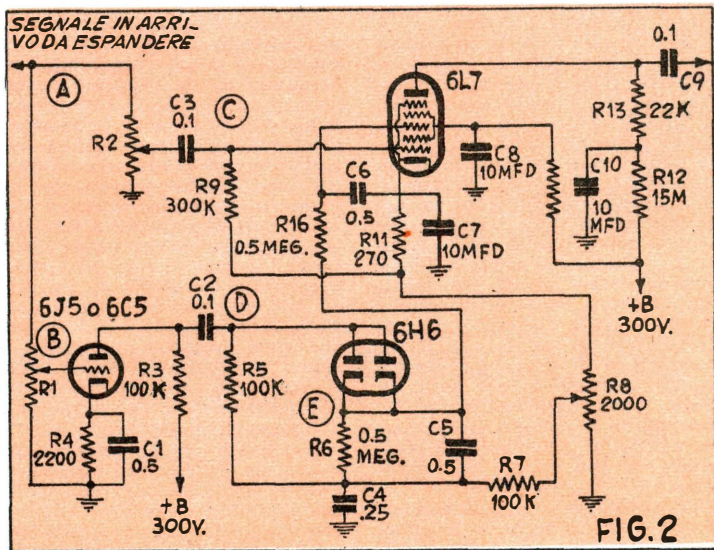 SEGNALE IN ARRI-
VO DA ESPANDERE
A
R2
C3
0.1
C
6L7
0.1
C9
R13
22K
C8
10MFD
C10
10
MFD
R12
15M
R9
300K
C6
0.5
R16
0.5 MEG.
R11
270
C7
10MFD
+B
300V.
6J5 o 6C5
B
R1
C2
0.1
D
R3
100K
R5
100K
6H6
R8
2000
E
R4
2200
C1
0.5
R6
0.5
MEG.
C5
0.5
R7
100K
C4
.25
+B
300V.
FIG.2